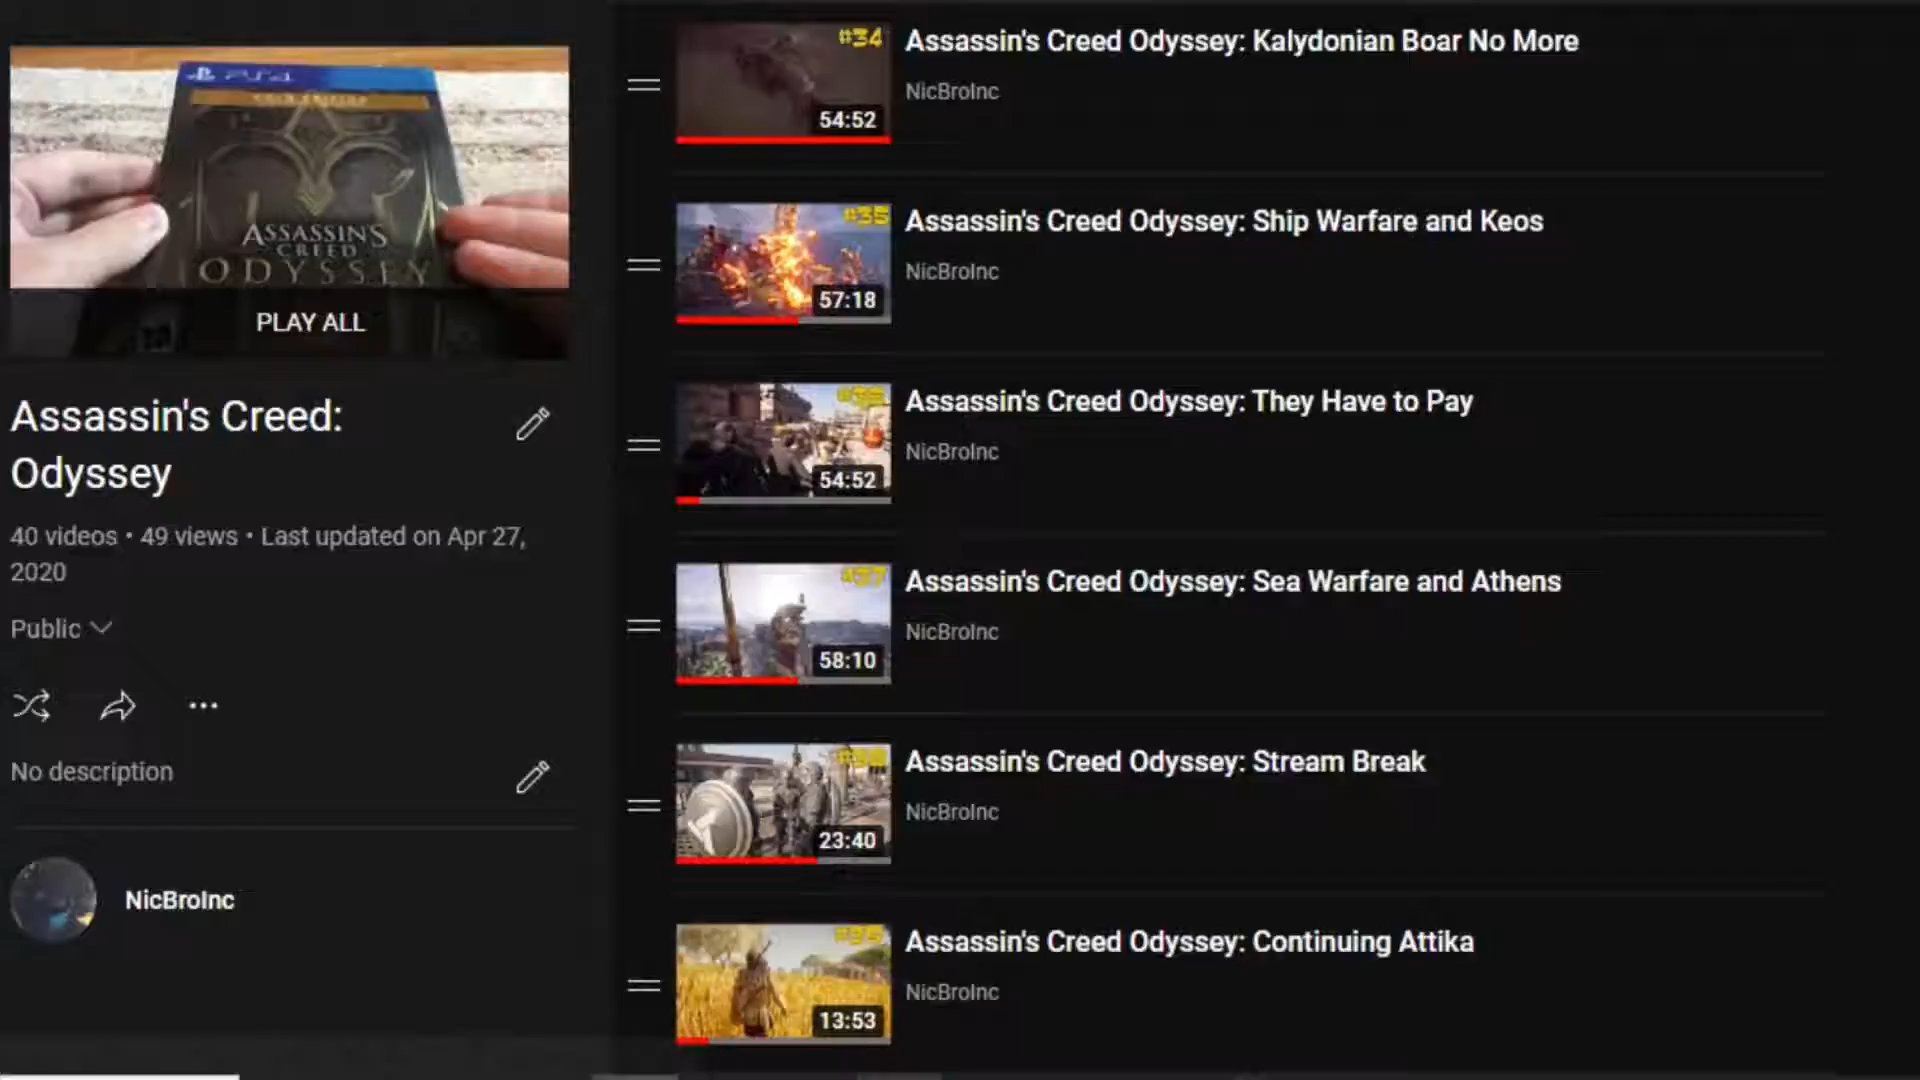 PS4
ASSASSIN'S
CREED
ODYSSEY
PLAY ALL
Assassin's Creed:
Odyssey
40 videos • 49 views • Last updated on Apr 27,
2020
Public
No description
NicBroInc
#34
54:52
Assassin's Creed Odyssey: Kalydonian Boar No More
NicBroInc
#35
57:18
Assassin's Creed Odyssey: Ship Warfare and Keos
NicBroInc
54:52
Assassin's Creed Odyssey: They Have to Pay
NicBroInc
#37
58:10
Assassin's Creed Odyssey: Sea Warfare and Athens
NicBroInc
23:40
Assassin's Creed Odyssey: Stream Break
NicBroInc
13:53
Assassin's Creed Odyssey: Continuing Attika
NicBroInc